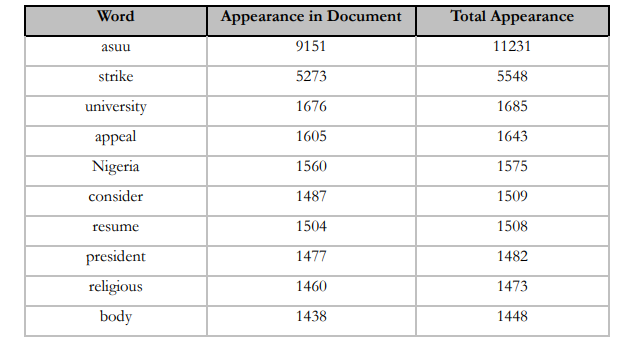 Word Appearance in Document Total Appearance
asuu 9151 11231
strike 5273 5548
university 1676 1685
appeal 1605 1643
Nigeria 1560 1575
consider 1487 1509
resume 1504 1508
president 1477 1482
religious 1460 1473
body 1438 1448